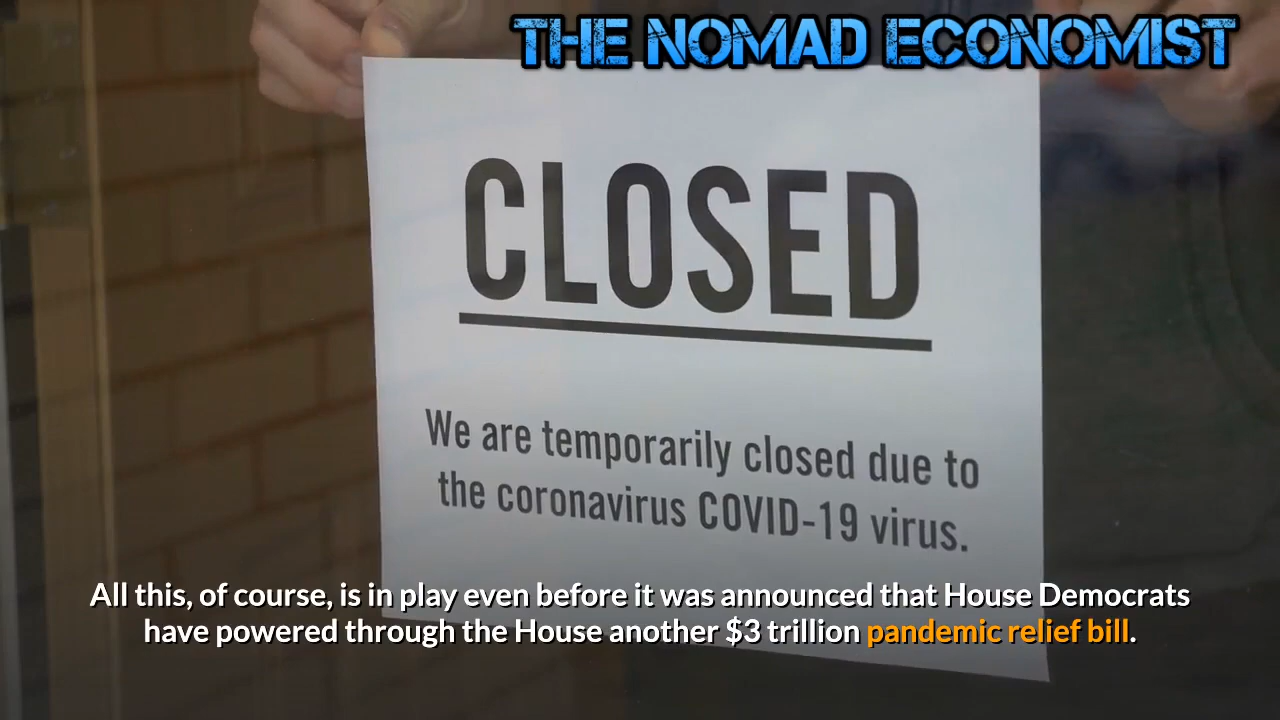 THE NOMAD ECONOMIST
CLOSED
We are temporarily closed due to
the coronavirus COVID-19 virus.
All this, of course, is in play even before it was announced that House Democrats
have powered through the House another $3 trillion pandemic relief bill.